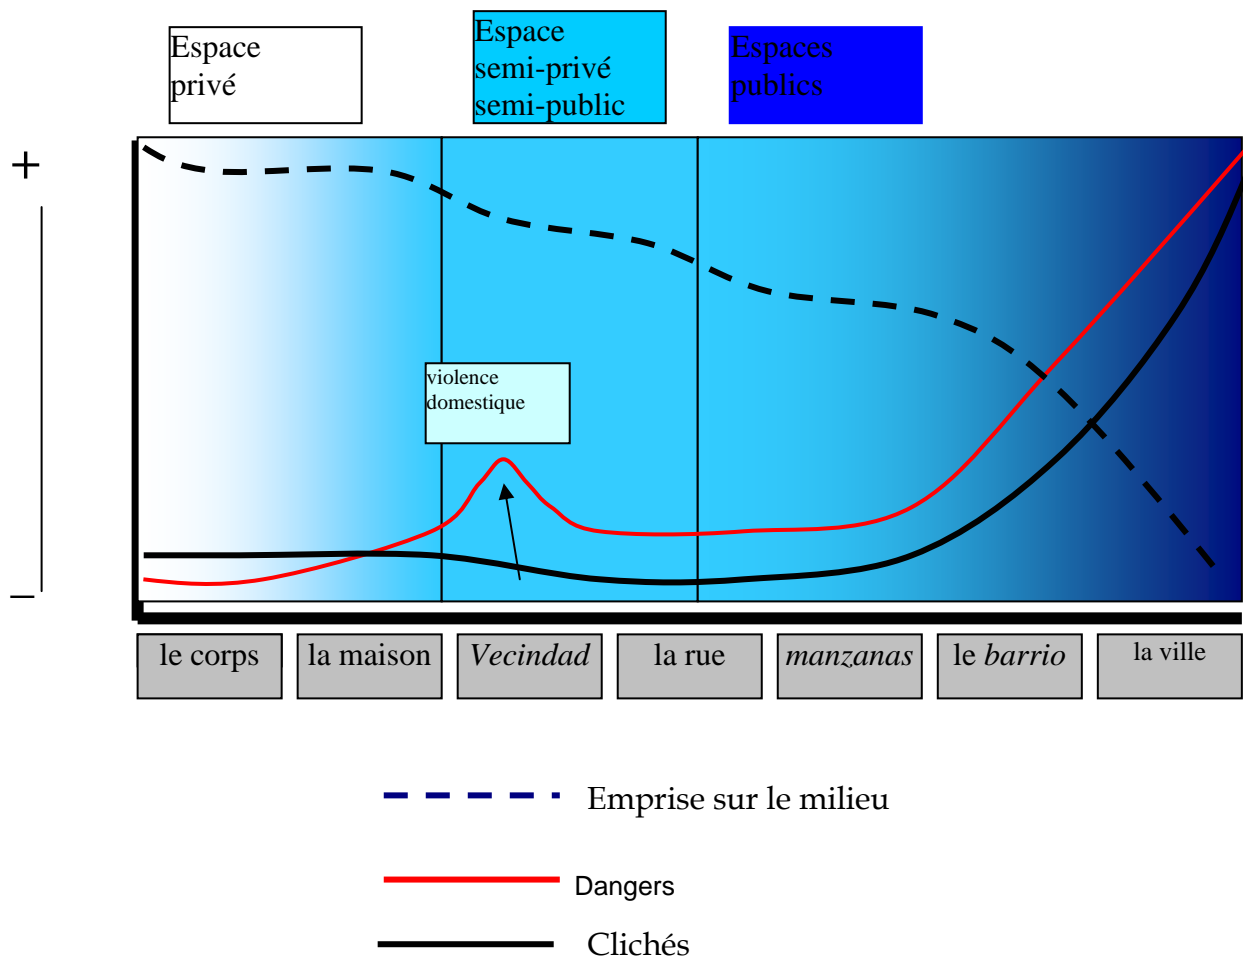 Espace
privé
Espace
semi-privé
semi-public
Espaces
publics
+
violence
domestique
–
le corps
la maison
Vecindad
la rue
manzanas
le barrio
la ville
Emprise sur le milieu
Dangers
Clichés